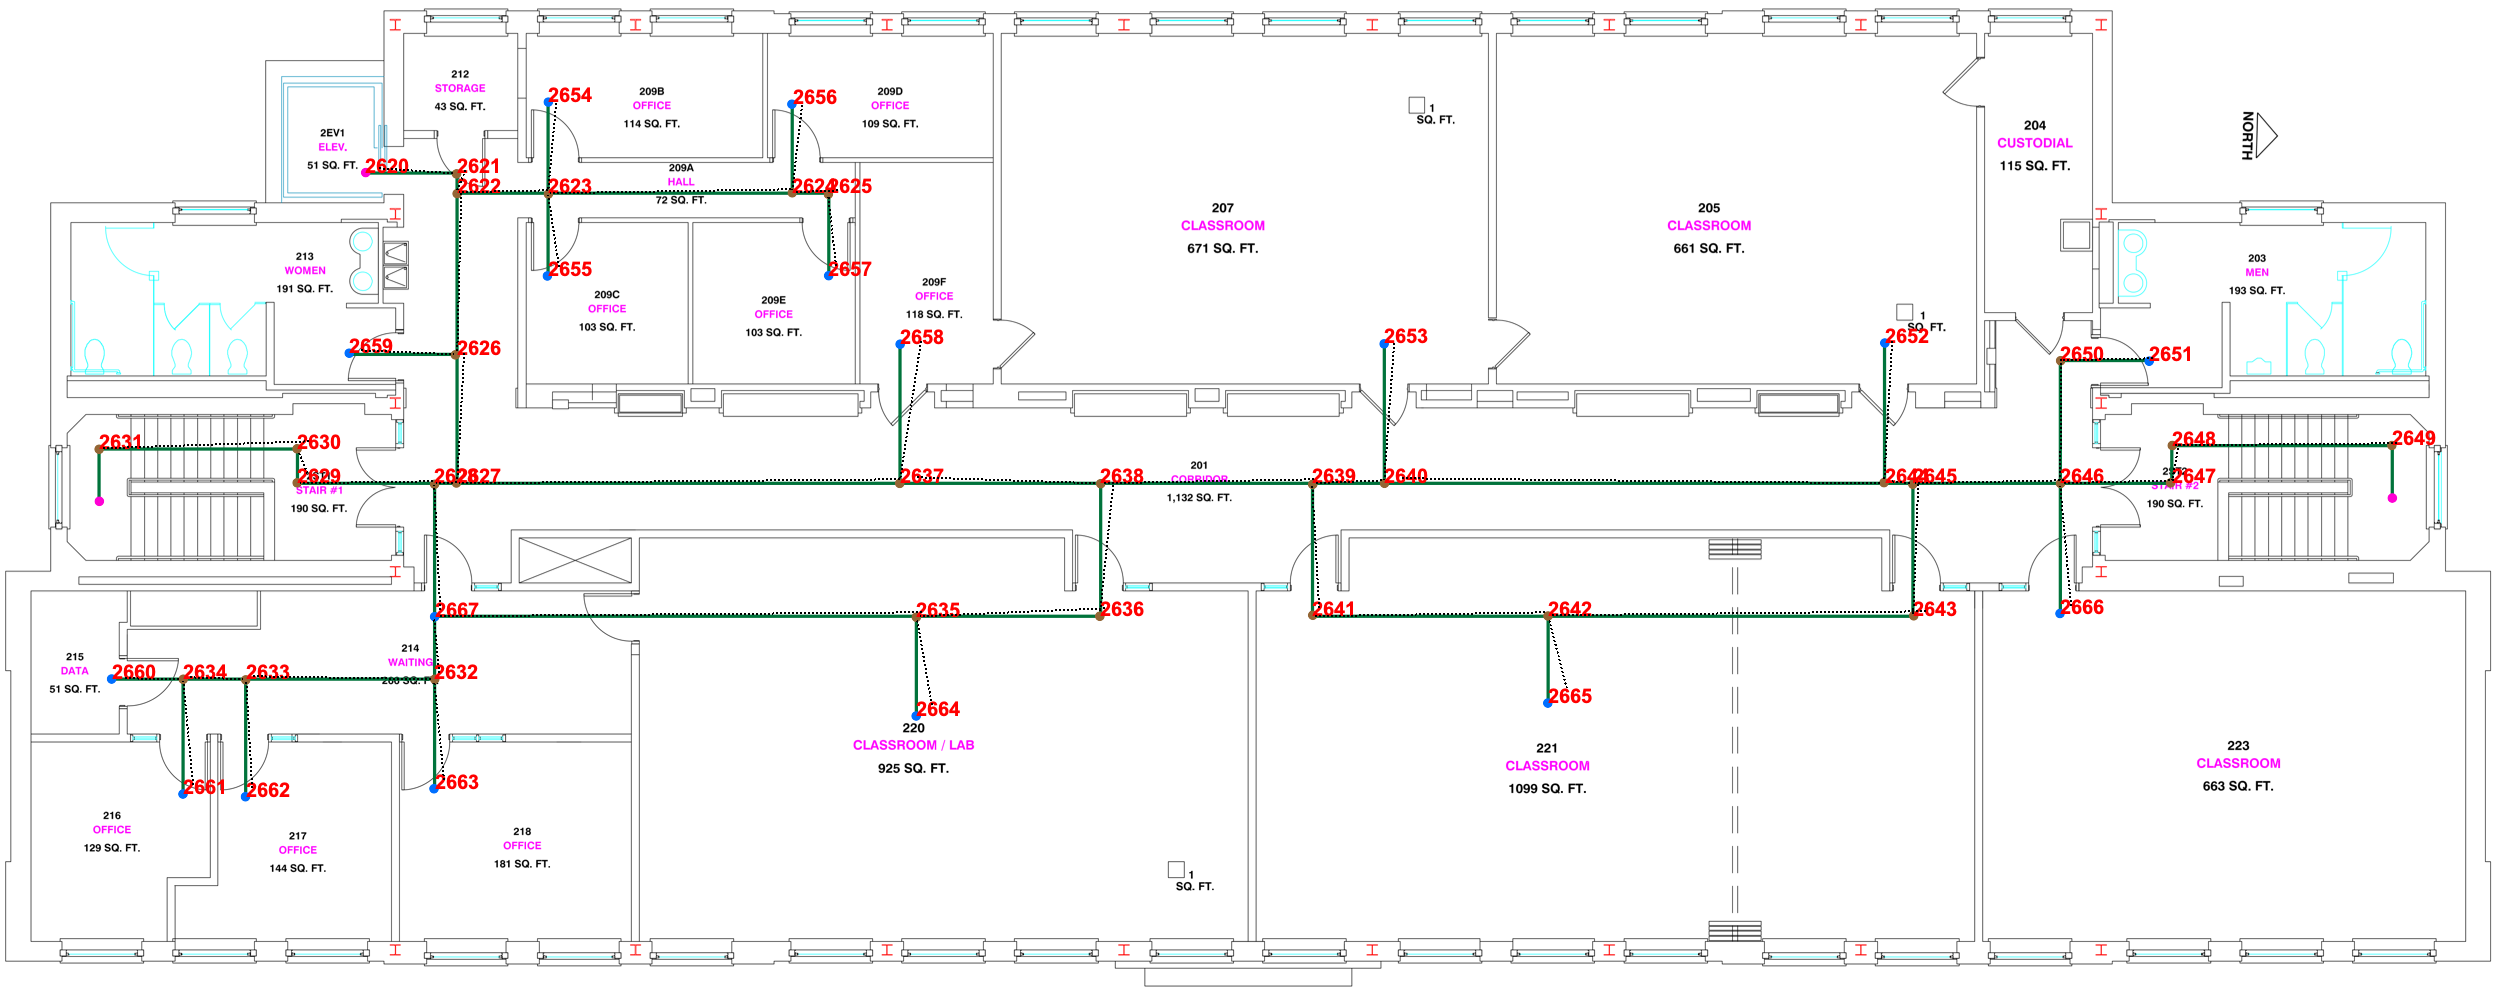 212
STORAGE
43 SQ. FT.
2654
209B
OFFICE
114 SQ. FT.
2656
209D
OFFICE
109 SQ. FT.
1
SQ. FT.
204
CUSTODIAL
115 SQ. FT.
NORTH
2EV1
ELEV.
51 SQ. FT.
2620
2621
2622
2623
209A
HALL
72 SQ. FT.
2624
2625
207
CLASSROOM
671 SQ. FT.
205
CLASSROOM
661 SQ. FT.
213
WOMEN
191 SQ. FT.
2655
2657
209C
OFFICE
103 SQ. FT.
209E
OFFICE
103 SQ. FT.
209F
OFFICE
118 SQ. FT.
203
MEN
193 SQ. FT.
1
SQ. FT.
2659
2626
2658
2653
2652
2650
2651
2631
2630
2629
STAIR #1
190 SQ. FT.
2628
2627
2637
2638
201
CORRIDOR
1,132 SQ. FT.
2639
2640
2644
2645
2646
2648
2649
2647
STAIR #2
190 SQ. FT.
2667
2635
2636
2641
2642
2643
2666
215
DATA
51 SQ. FT.
2660
2634
2633
214
WAITING
2632
2664
220
CLASSROOM / LAB
925 SQ. FT.
2665
221
CLASSROOM
1099 SQ. FT.
223
CLASSROOM
663 SQ. FT.
2661
2662
2663
216
OFFICE
129 SQ. FT.
217
OFFICE
144 SQ. FT.
218
OFFICE
181 SQ. FT.
1
SQ. FT.